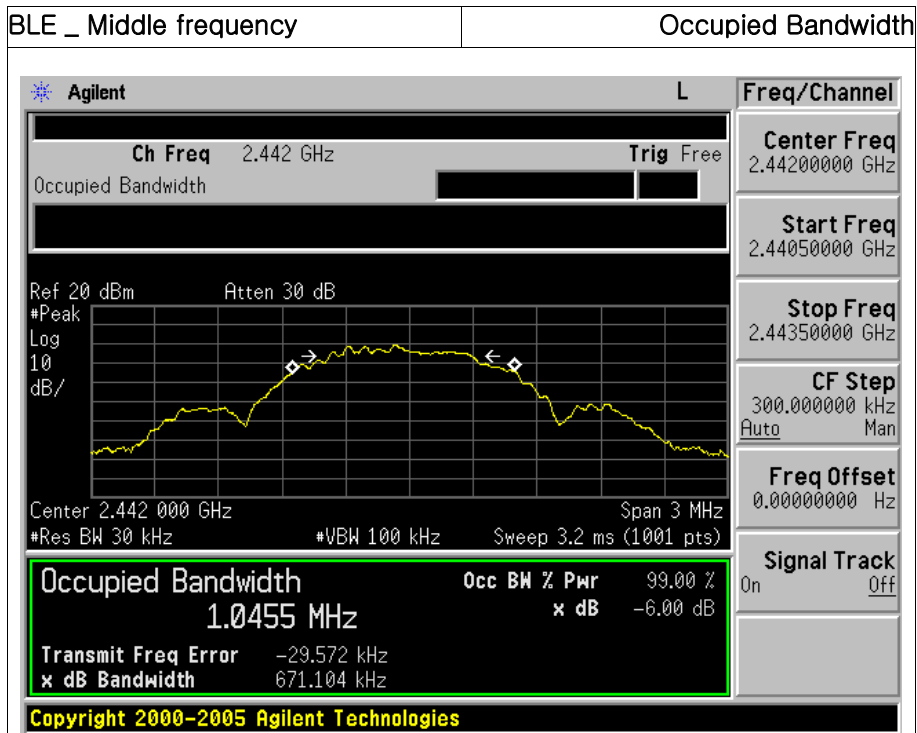 BLE _ Middle frequency
Occupied Bandwidth
Agilent
L
Freq/Channel
Ch Freq 2.442 GHz
Trig Free
Occupied Bandwidth
Center Freq
2.44200000 GHz
Start Freq
2.44050000 GHz
Stop Freq
2.44350000 GHz
CF Step
300.000000 kHz
Auto Man
Freq Offset
0.00000000 Hz
Signal Track
On Off
Ref 20 dBm
Atten 30 dB
#Peak
Log
10
dB/
Center 2.442 000 GHz
Span 3 MHz
#Res BW 30 kHz
#VBW 100 kHz
Sweep 3.2 ms (1001 pts)
Occupied Bandwidth
1.0455 MHz
Occ BW % Pwr 99.00 %
x dB -6.00 dB
Transmit Freq Error -29.572 kHz
x dB Bandwidth 671.104 kHz
Copyright 2000-2005 Agilent Technologies